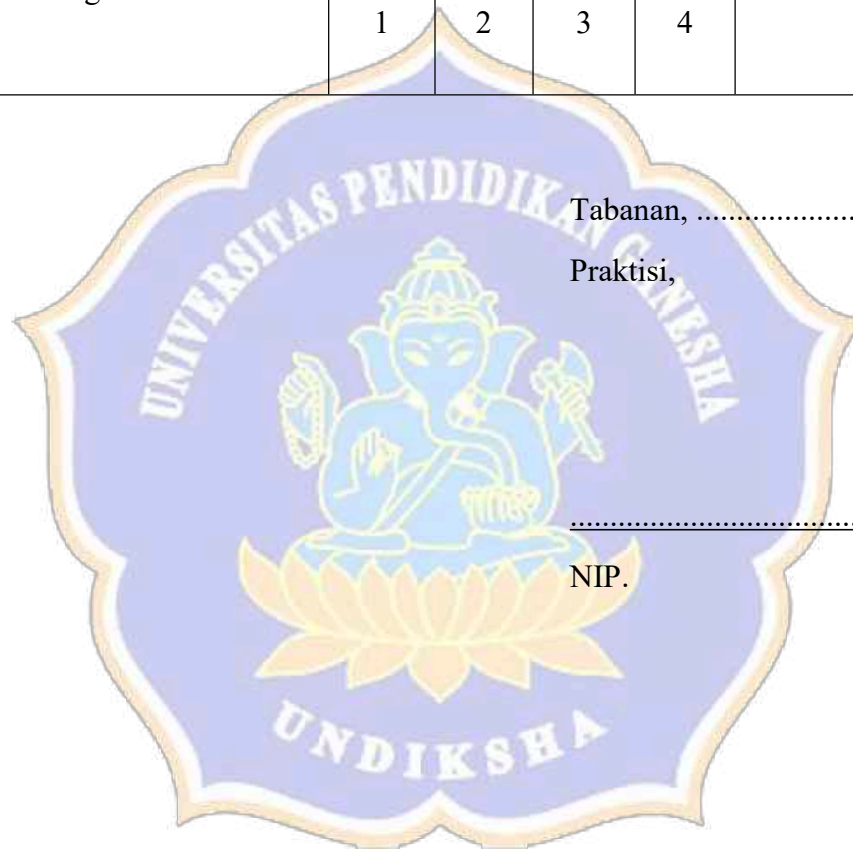 1 2 3 4
Tabanan, ....................
Praktisi,
UNIVERSITAS PENDIDIKAN GANESHA
....................................
NIP.
UNDIKSHA